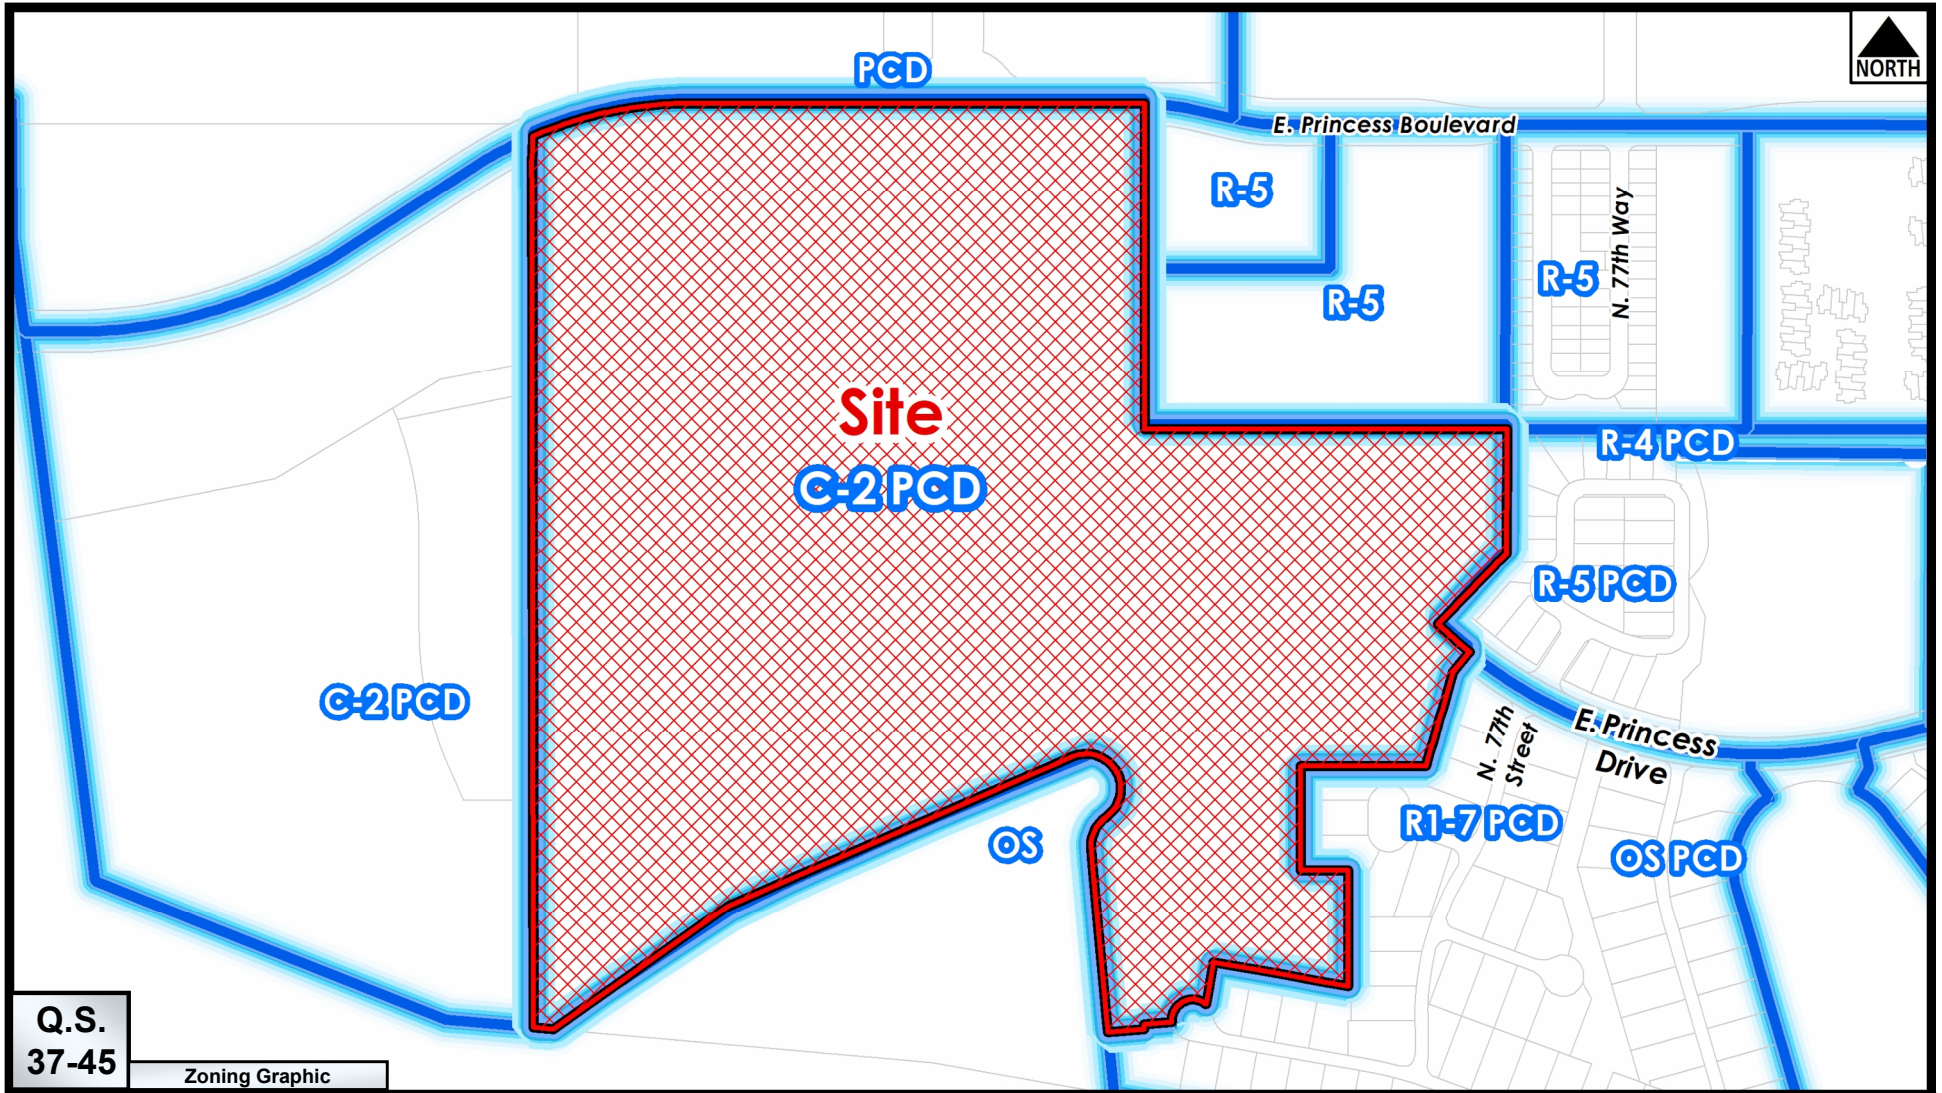 PCD
NORTH
E. Princess Boulevard
R-5
R-5
R-5
N. 77th Way
Site
C-2 PCD
R-4 PCD
R-5 PCD
C-2 PCD
N. 77th
Street
E. Princess
Drive
OS
R1-7 PCD
OS PCD
Q.S.
37-45
Zoning Graphic